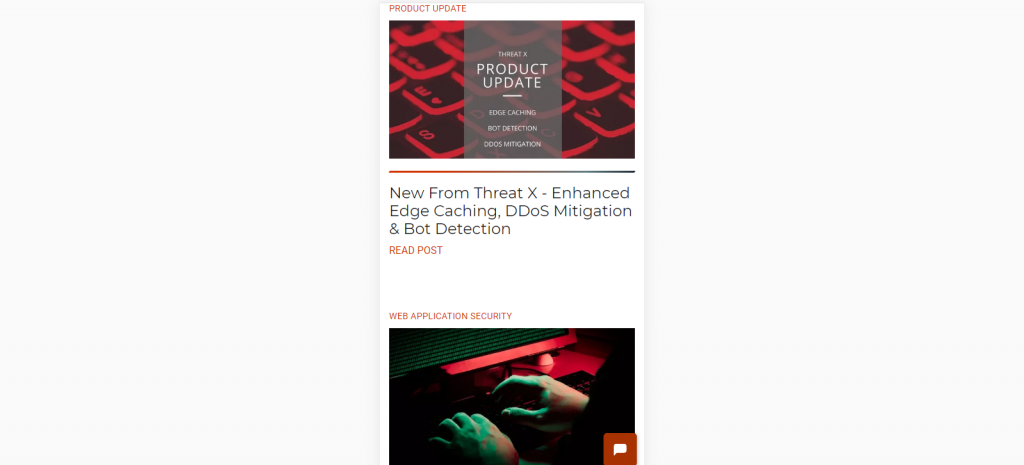 PRODUCT UPDATE
THREAT X
PRODUCT
UPDATE
EDGE CACHING
BOT DETECTION
DDOS MITIGATION
New From Threat X - Enhanced
Edge Caching, DDoS Mitigation
& Bot Detection
READ POST
WEB APPLICATION SECURITY